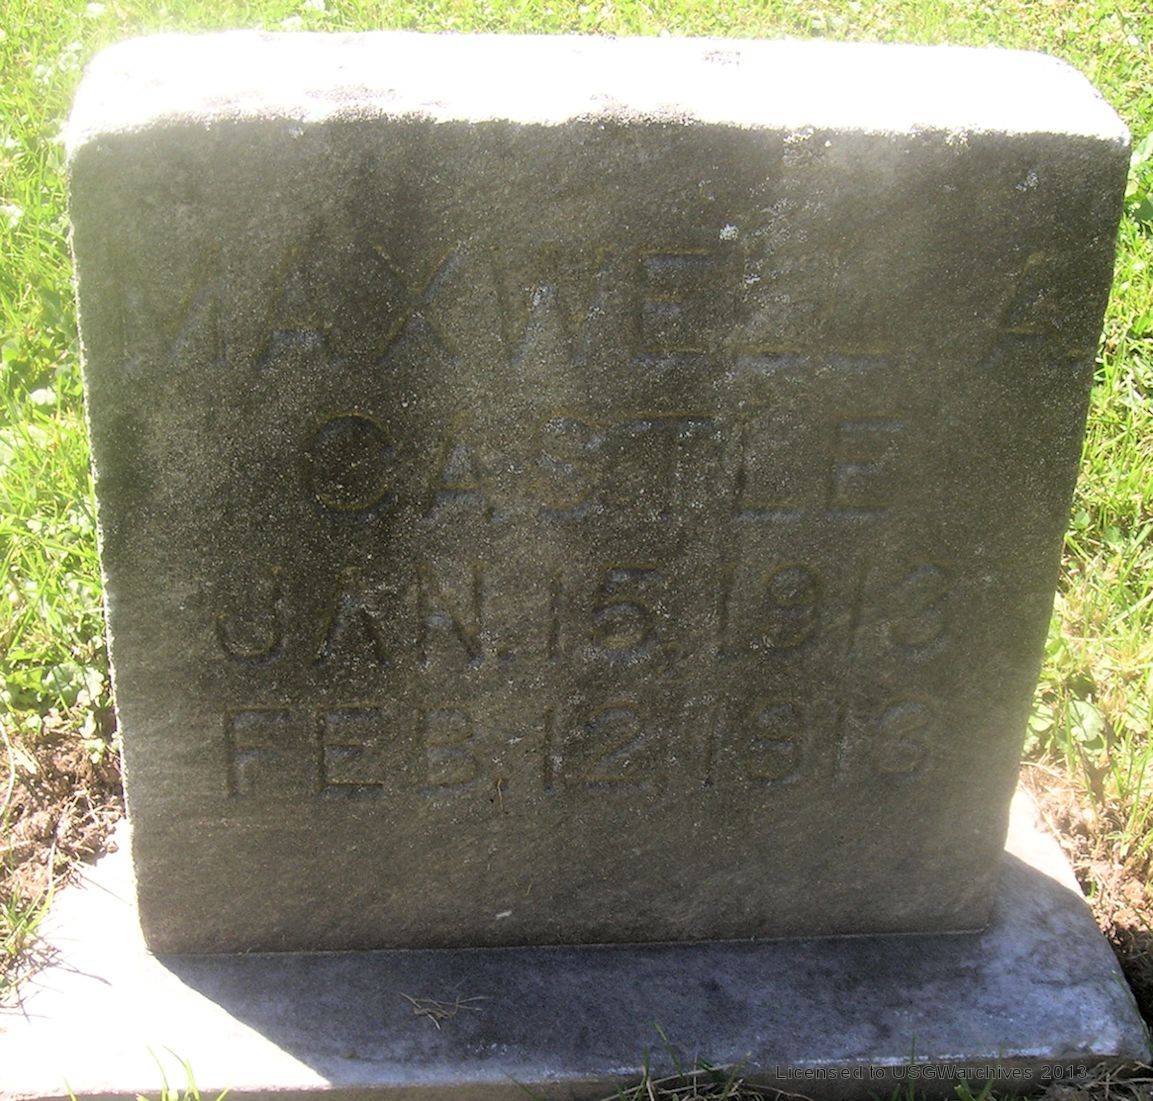 MAXWELL A.
CASTLE
JAN. 15, 1913
FEB. 12, 1913
Licensed to USGWarchives 2013